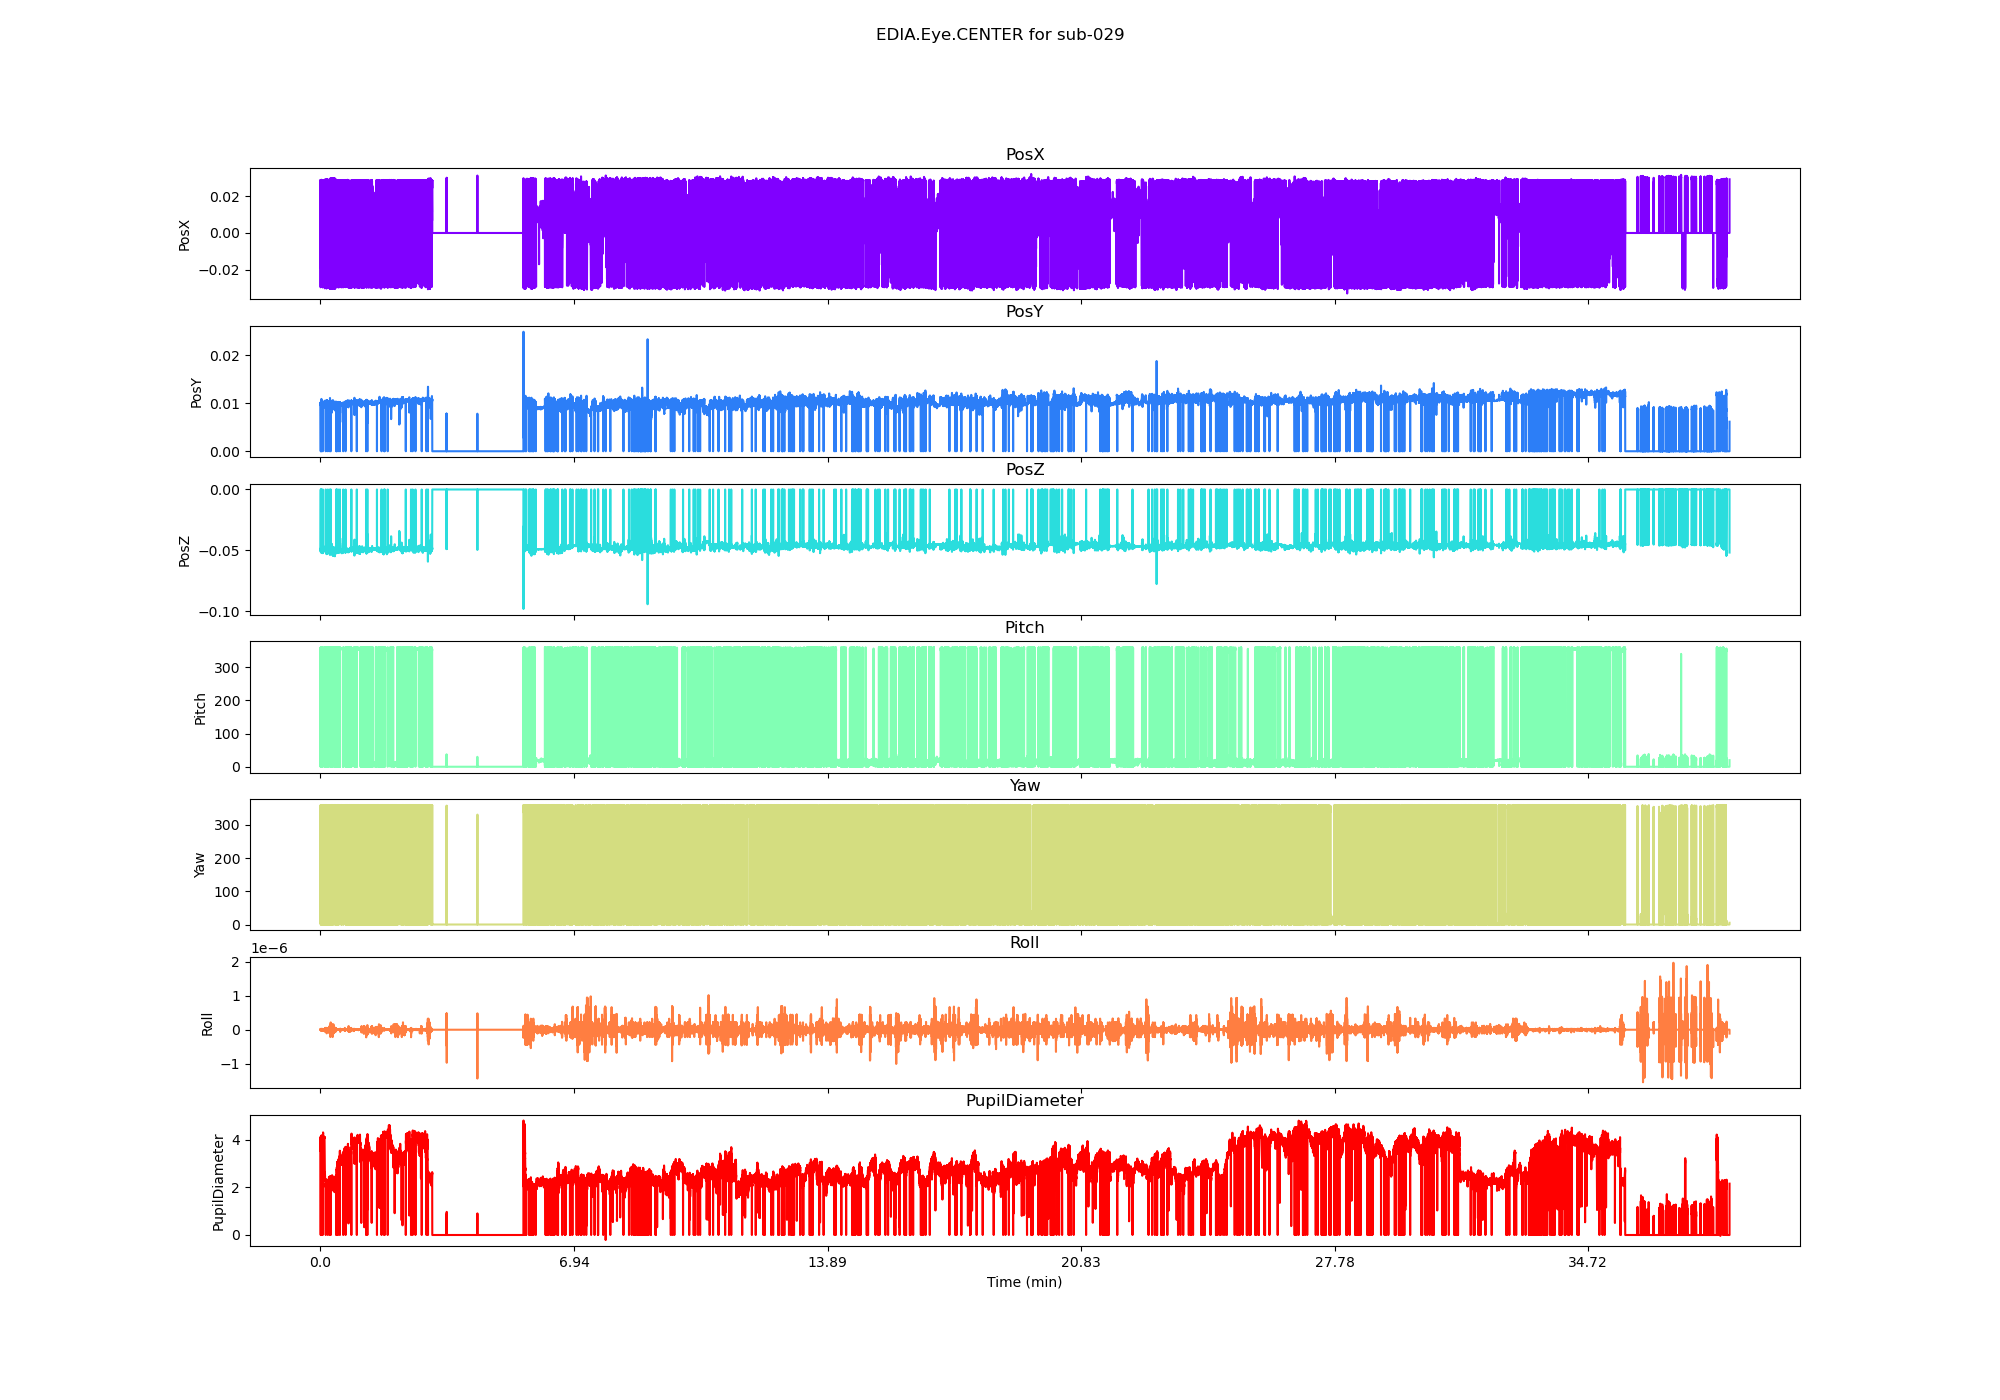 EDIA.Eye.CENTER for sub-029
PosX
PosX
0.02
0.00
−0.02
PosY
PosY
0.02
0.01
0.00
PosZ
PosZ
0.00
−0.05
−0.10
Pitch
Pitch
300
200
100
0
Yaw
Yaw
300
200
100
0
1e−6
Roll
Roll
2
1
0
−1
PupilDiameter
PupilDiameter
4
2
0
0.0 6.94 13.89 20.83 27.78 34.72
Time (min)